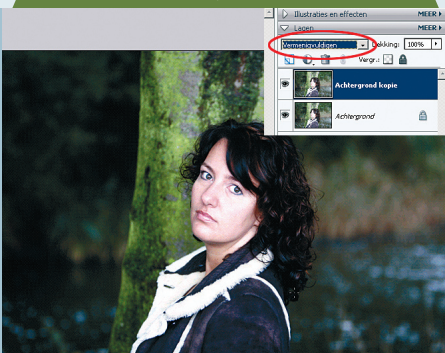 Illustraties en effecten MEER
Lagen MEER
Vermenigvuldigen Dekking: 100%
Vergr.:
Achtergrond kopie
Achtergrond